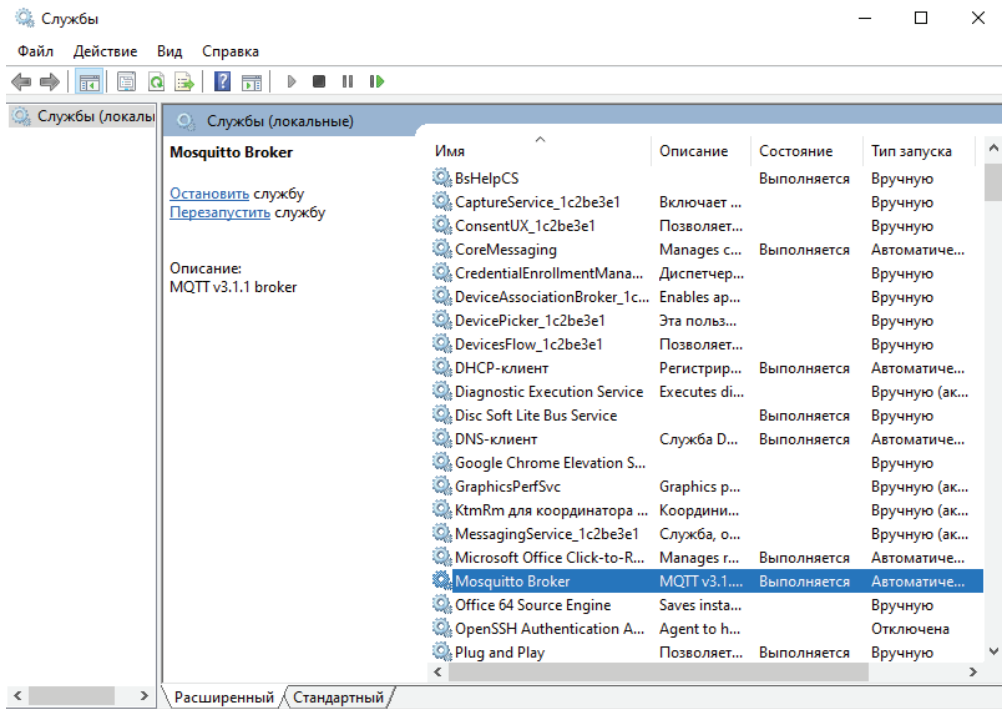 Службы
Файл Действие Вид Справка
Службы (локалы
Службы (локальные)
Mosquitto Broker
Остановить службу
Перезапустить службу
Описание:
MQTT v3.1.1 broker
Имя Описание Состояние Тип запуска
BsHelpCS Выполняется Вручную
CaptureService_1c2be3e1 Включает ... Вручную
ConsentUX_1c2be3e1 Позволяет... Вручную
CoreMessaging Manages c... Выполняется Автоматиче...
CredentialEnrollmentMana... Диспетчер... Вручную
DeviceAssociationBroker_1c... Enables ap... Вручную
DevicePicker_1c2be3e1 Эта польз... Вручную
DevicesFlow_1c2be3e1 Позволяет... Вручную
DHCP-клиент Регистрир... Выполняется Автоматиче...
Diagnostic Execution Service Executes di... Вручную (ак...
Disc Soft Lite Bus Service Выполняется Вручную
DNS-клиент Служба D... Выполняется Автоматиче...
Google Chrome Elevation S... Вручную
GraphicsPerfSvc Graphics p... Вручную (ак...
KtmRm для координатора ... Координи... Вручную (ак...
MessagingService_1c2be3e1 Служба, о... Вручную (ак...
Microsoft Office Click-to-R... Manages r... Выполняется Автоматиче...
Mosquitto Broker MQTT v3.1.... Выполняется Автоматиче...
Office 64 Source Engine Saves insta... Вручную
OpenSSH Authentication A... Agent to h... Отключена
Plug and Play Позволяет... Выполняется Вручную
Расширенный Стандартный